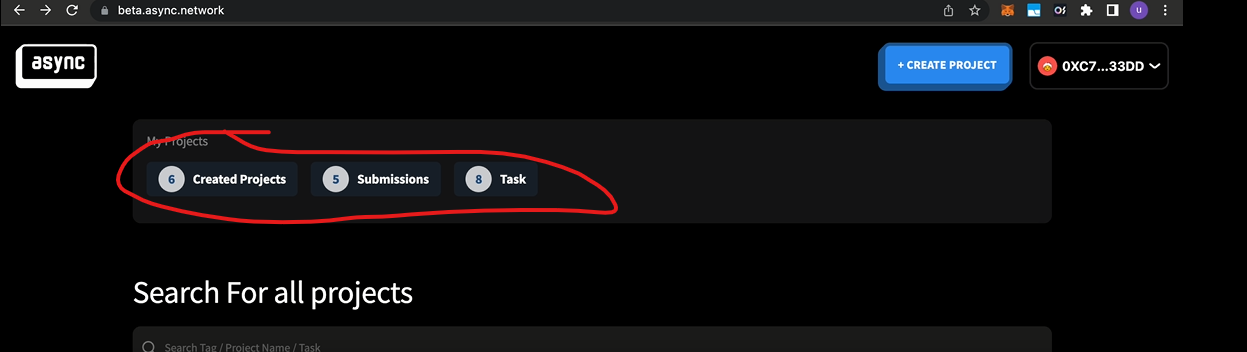 beta.async.network
U
async
+ CREATE PROJECT
0XC7...33DD
My Projects
6 Created Projects 5 Submissions 8 Task
Search For all projects
Search Tag / Project Name / Task